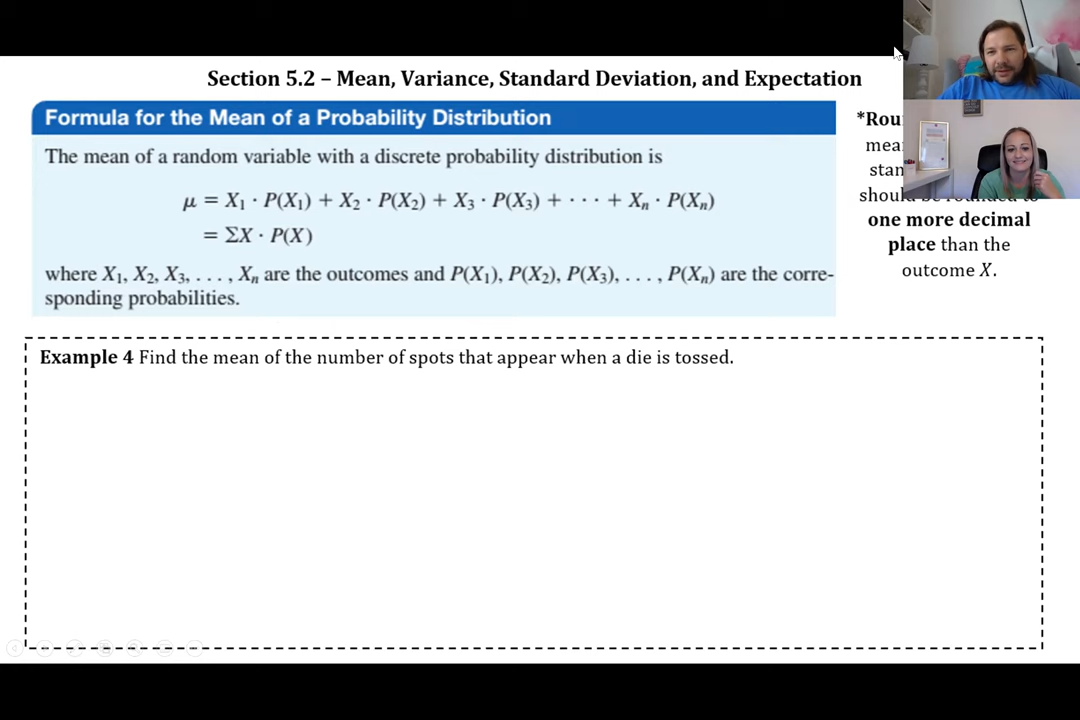 Section 5.2 – Mean, Variance, Standard Deviation, and Expectation
Formula for the Mean of a Probability Distribution
The mean of a random variable with a discrete probability distribution is
μ = X₁ · P(X₁) + X₂ · P(X₂) + X₃ · P(X₃) + · · · + Xₙ · P(Xₙ)
= ΣX · P(X)
where X₁, X₂, X₃, . . . , Xₙ are the outcomes and P(X₁), P(X₂), P(X₃), . . . , P(Xₙ) are the corre-
sponding probabilities.
should be rounded to
one more decimal
place than the
outcome X.
Example 4 Find the mean of the number of spots that appear when a die is tossed.